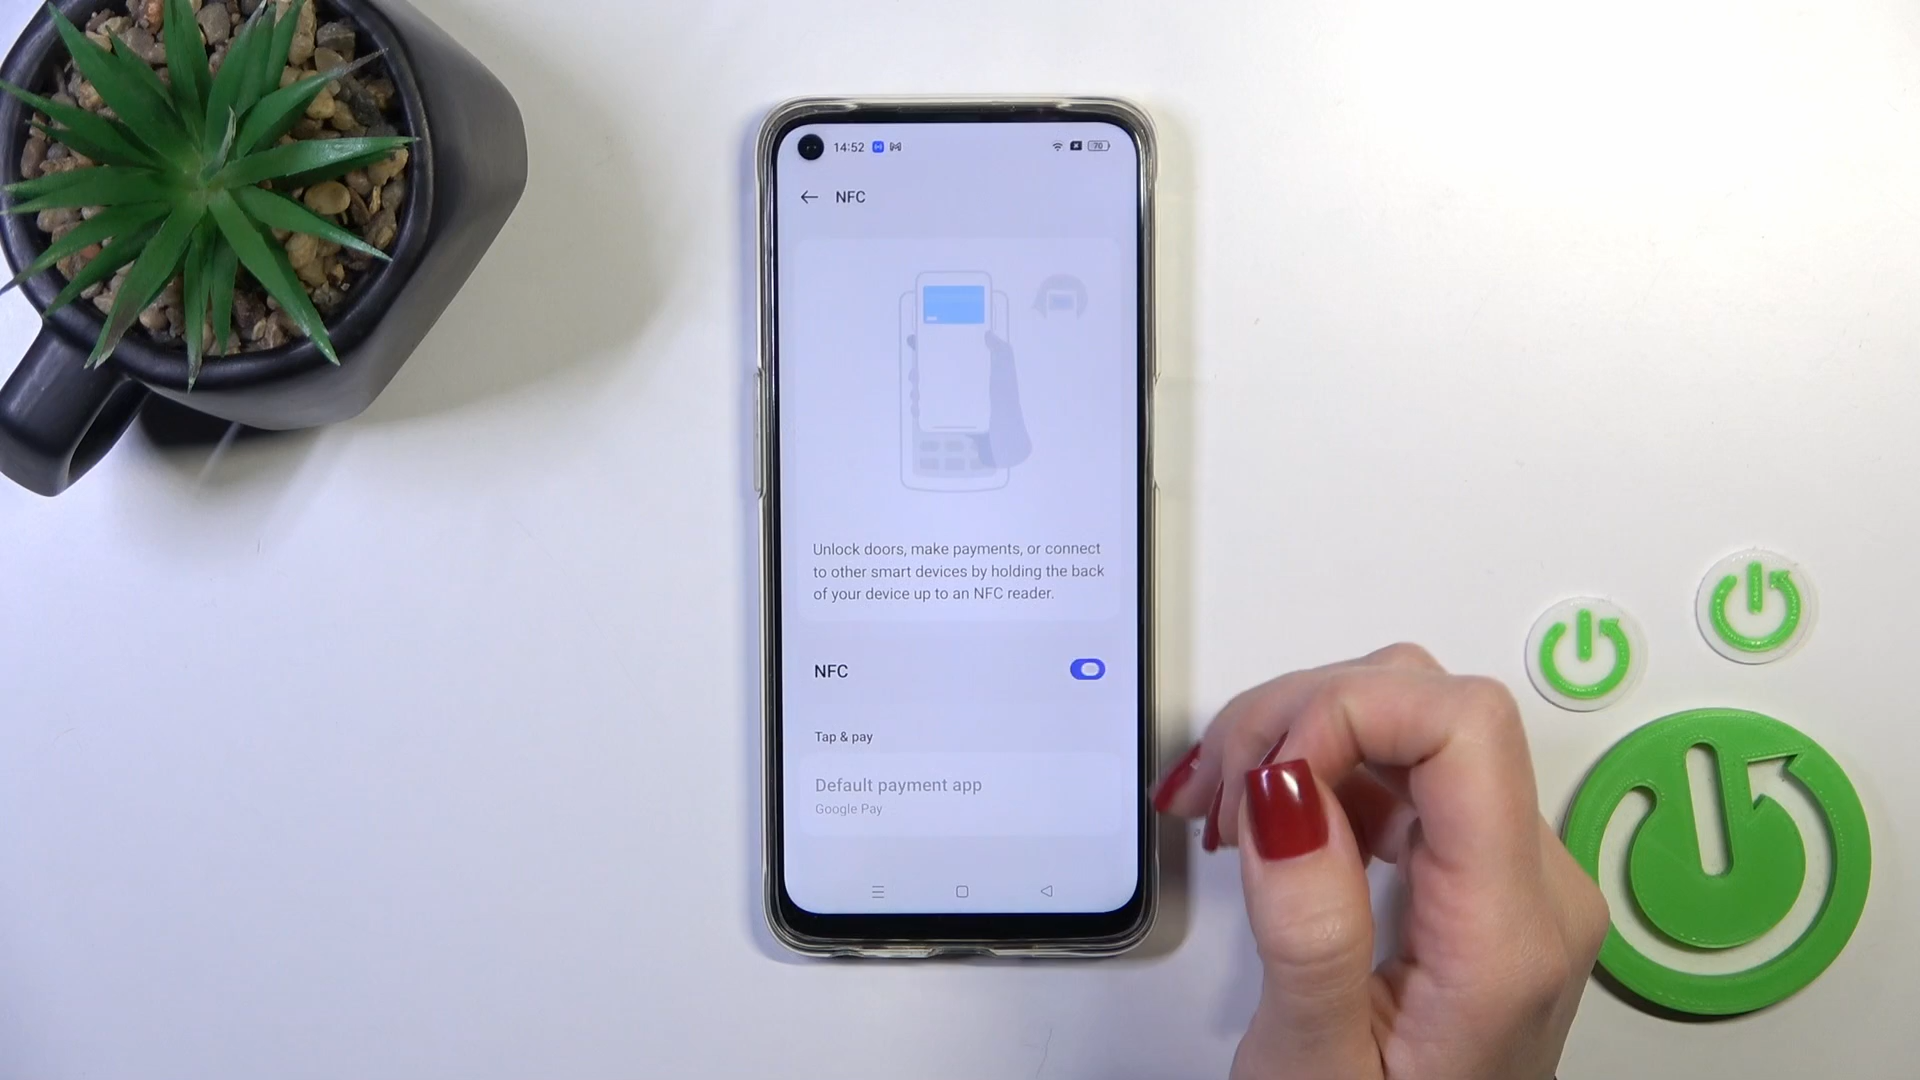 14:52
70
NFC
Unlock doors, make payments, or connect
to other smart devices by holding the back
of your device up to an NFC reader.
NFC
Tap & pay
Default payment app
Google Pay